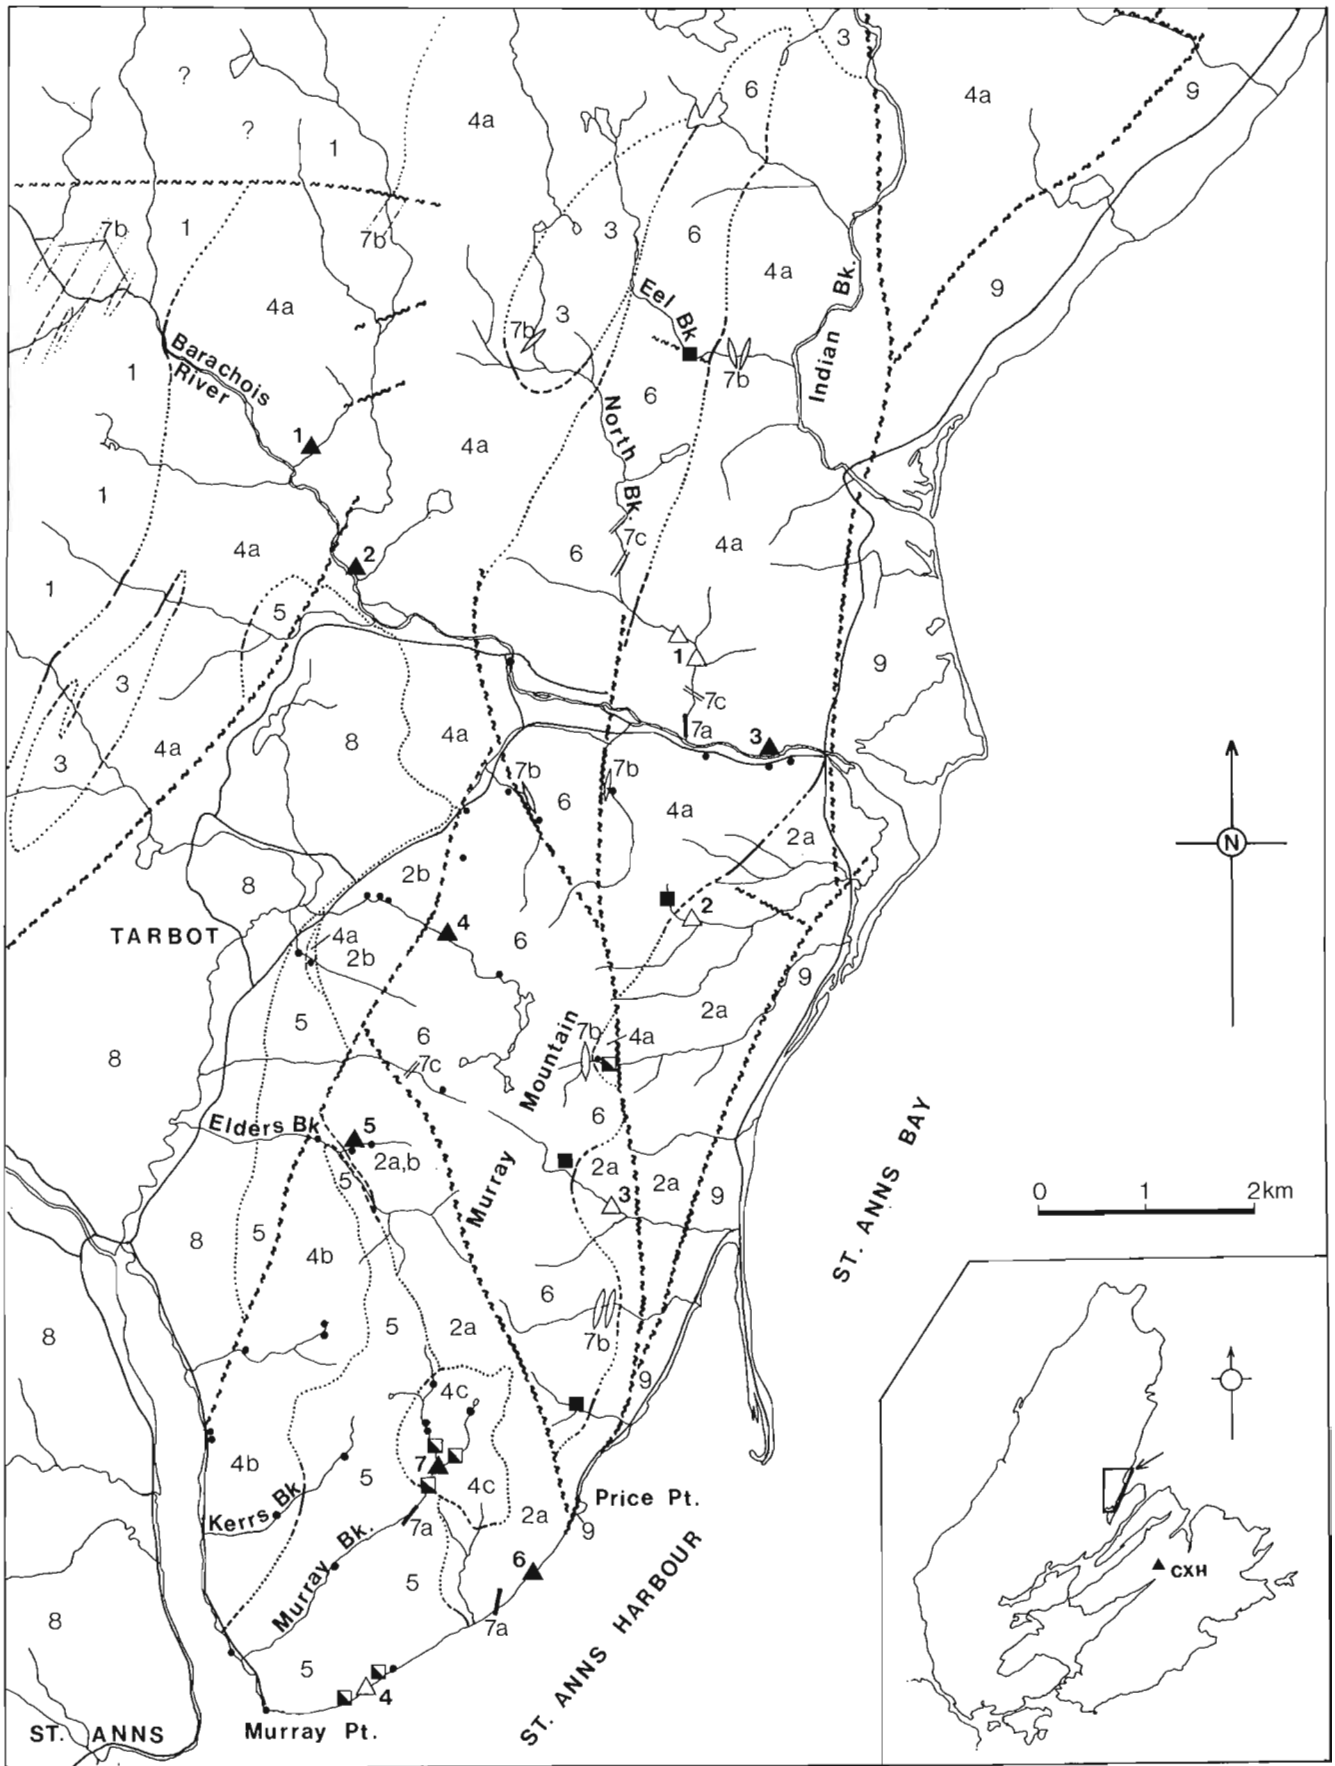 3
6
4a
9
?
4a
?
1
7b
1
7b
3
6
4a
9
4a
Eel Bk
Indian Bk.
7b
3
1
Barachois
River
7b
6
North Bk.
1
4a
1
7c
4a
6
4a
2
1
5
1
9
3
7c
7a
3
8
4a
4a
3
7b
7b
6
4a
2a
2b
8
2
4
TARBOT
4a
2b
6
9
5
2a
7b
4a
6
8
7c
Mountain
6
Elders Bk
5
2a,b
5
2a
2a
9
Murray
3
ST. ANNS BAY
0 1 2km
N
8
5
4b
6
5
2a
7b
8
9
4c
7
4b
5
4c
Kerrs Bk
7a
2a
Price Pt.
9
Murray Bk.
6
5
7a
8
5
4
ST. ANNS HARBOUR
ST. ANNS
Murray Pt.
CXH